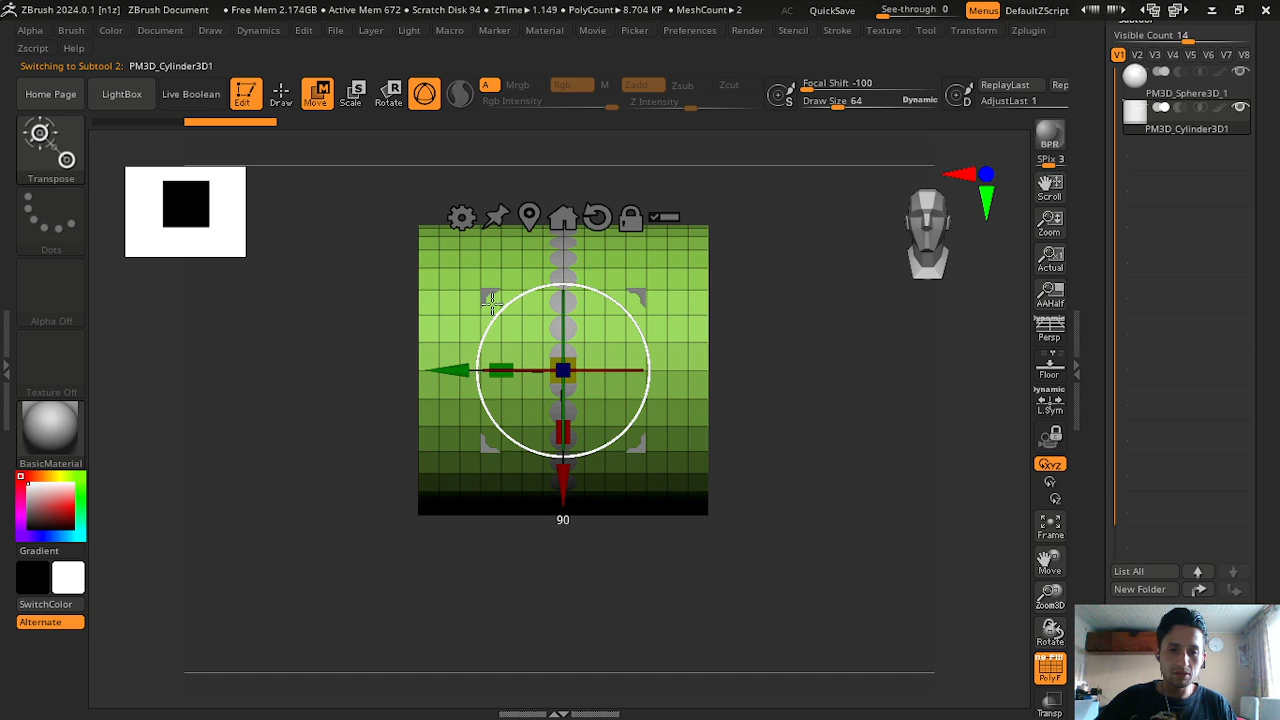 ZBrush 2024.0.1 [n1z] ZBrush Document • Free Mem 2.174GB • Active Mem 672 • Scratch Disk 94 • ZTime▶1.149 • PolyCount▶8.704 KP • MeshCount▶2 AC QuickSave See-through 0 Menus DefaultZScript
Alpha Brush Color Document Draw Dynamics Edit File Layer Light Macro Marker Material Movie Picker Preferences Render Stencil Stroke Texture Tool Transform Zplugin
Zscript Help
Switching to Subtool 2: PM3D_Cylinder3D1
Home Page LightBox Live Boolean Edit Draw Move Scale Rotate A Mrgb Rgb M Zadd Zsub Zcut
Rgb Intensity Z Intensity
S Focal Shift -100
Draw Size 64 Dynamic
D ReplayLast Rep
AdjustLast 1
Transpose
Dots
Alpha Off
Texture Off
BasicMaterial
Gradient
SwitchColor
Alternate
90
BPR
SPix 3
Scroll
Zoom
Actual
AAHalf
Dynamic
Persp
Floor
Dynamic
L.Sym
XYZ
Y
Z
Frame
Move
Zoom3D
Rotate
PolyF
Transp
Visible Count 14
V1 V2 V3 V4 V5 V6 V7 V8
PM3D_Sphere3D_1
PM3D_Cylinder3D1
List All
New Folder